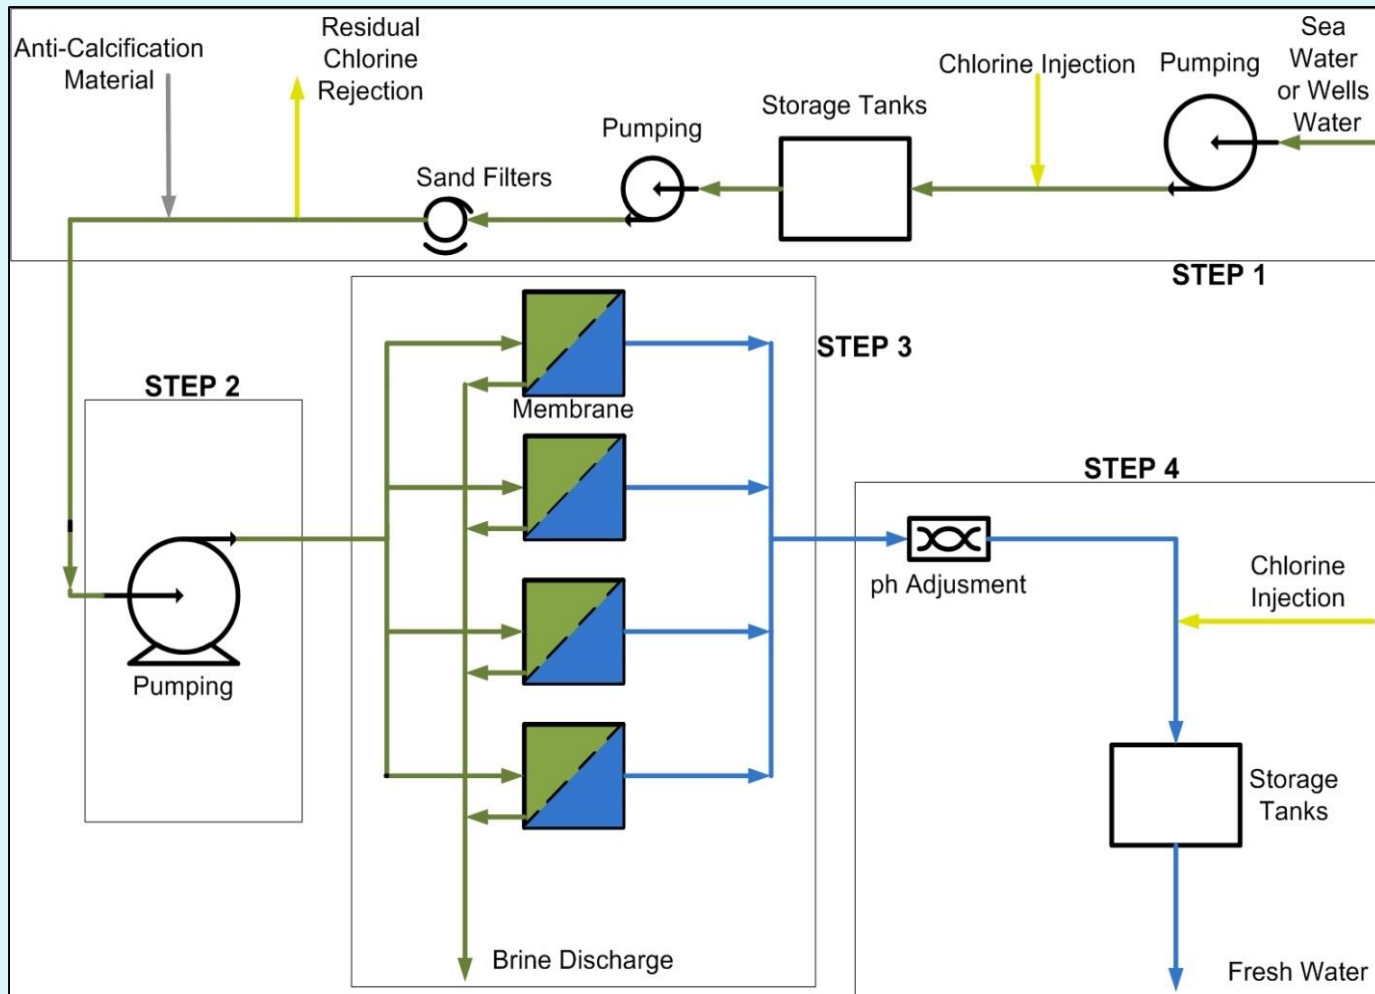 Anti-Calcification
Material
Residual
Chlorine
Rejection
Sand Filters
Pumping
Storage Tanks
Chlorine Injection
Pumping
Sea
Water
or Wells
Water
STEP 1
STEP 2
Pumping
STEP 3
Membrane
Brine Discharge
STEP 4
ph Adjusment
Chlorine
Injection
Storage
Tanks
Fresh Water